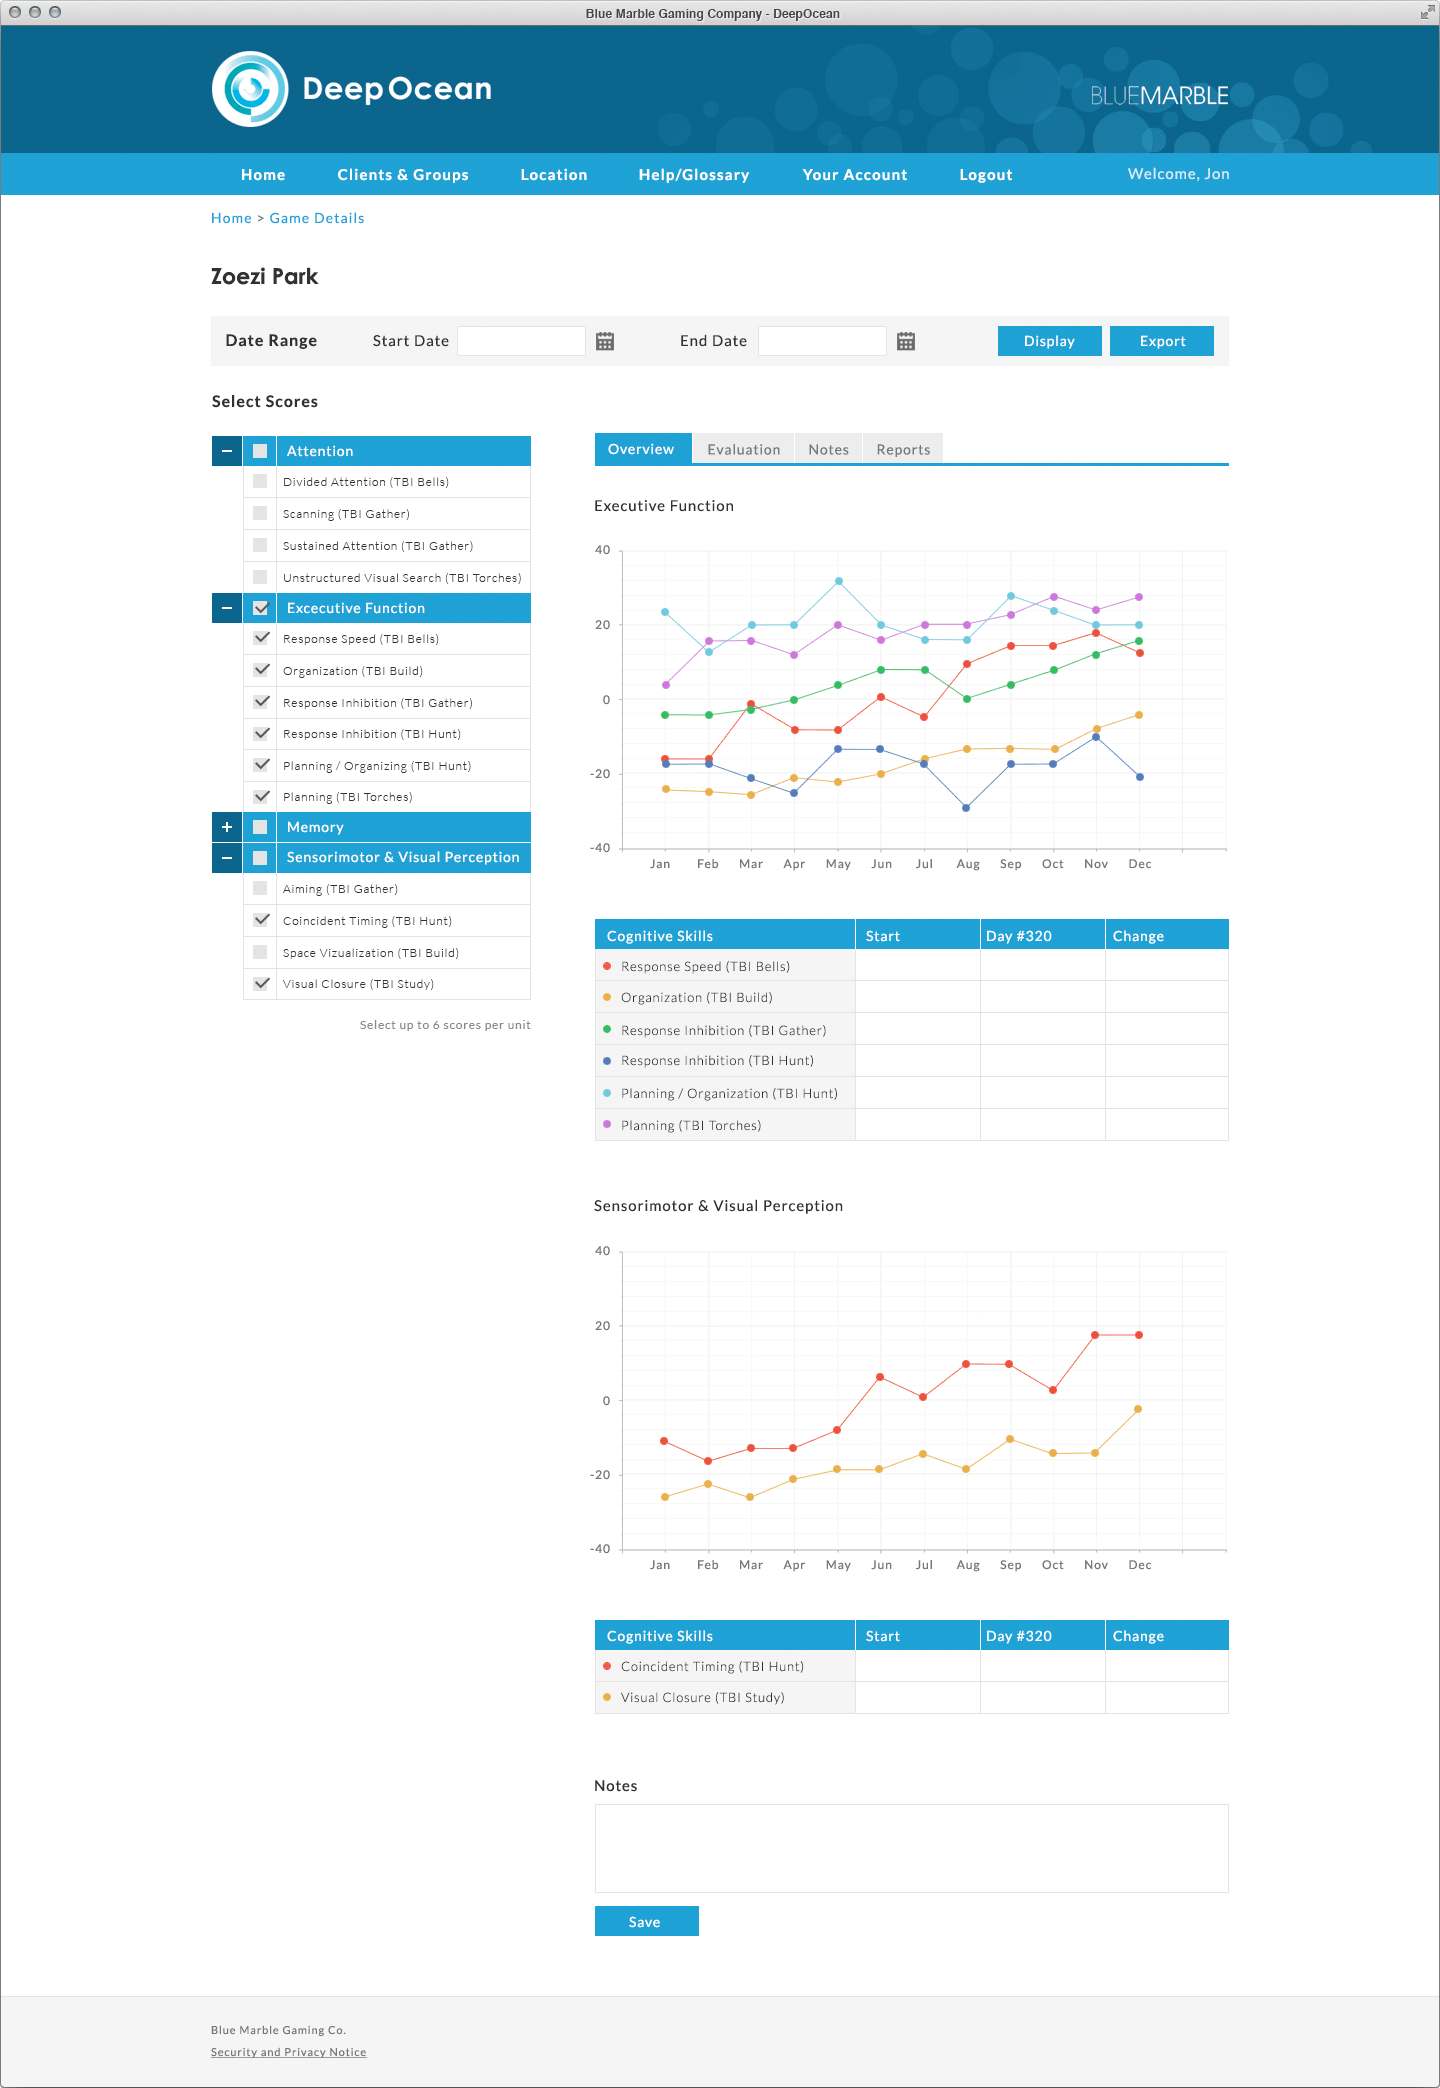 Blue Marble Gaming Company - DeepOcean
DeepOcean
BLUEMARBLE
Home Clients & Groups Location Help/Glossary Your Account Logout Welcome, Jon
Home > Game Details
Zoezi Park
Date Range Start Date End Date Display Export
Select Scores
Attention
Divided Attention (TBI Bells)
Scanning (TBI Gather)
Sustained Attention (TBI Gather)
Unstructured Visual Search (TBI Torches)
Excecutive Function
Response Speed (TBI Bells)
Organization (TBI Build)
Response Inhibition (TBI Gather)
Response Inhibition (TBI Hunt)
Planning / Organizing (TBI Hunt)
Planning (TBI Torches)
Memory
Sensorimotor & Visual Perception
Aiming (TBI Gather)
Coincident Timing (TBI Hunt)
Space Vizualization (TBI Build)
Visual Closure (TBI Study)
Select up to 6 scores per unit
Overview Evaluation Notes Reports
Executive Function
40
20
0
-20
-40
Jan Feb Mar Apr May Jun Jul Aug Sep Oct Nov Dec
Cognitive Skills Start Day #320 Change
Response Speed (TBI Bells)
Organization (TBI Build)
Response Inhibition (TBI Gather)
Response Inhibition (TBI Hunt)
Planning / Organization (TBI Hunt)
Planning (TBI Torches)
Sensorimotor & Visual Perception
40
20
0
-20
-40
Jan Feb Mar Apr May Jun Jul Aug Sep Oct Nov Dec
Cognitive Skills Start Day #320 Change
Coincident Timing (TBI Hunt)
Visual Closure (TBI Study)
Notes
Save
Blue Marble Gaming Co.
Security and Privacy Notice